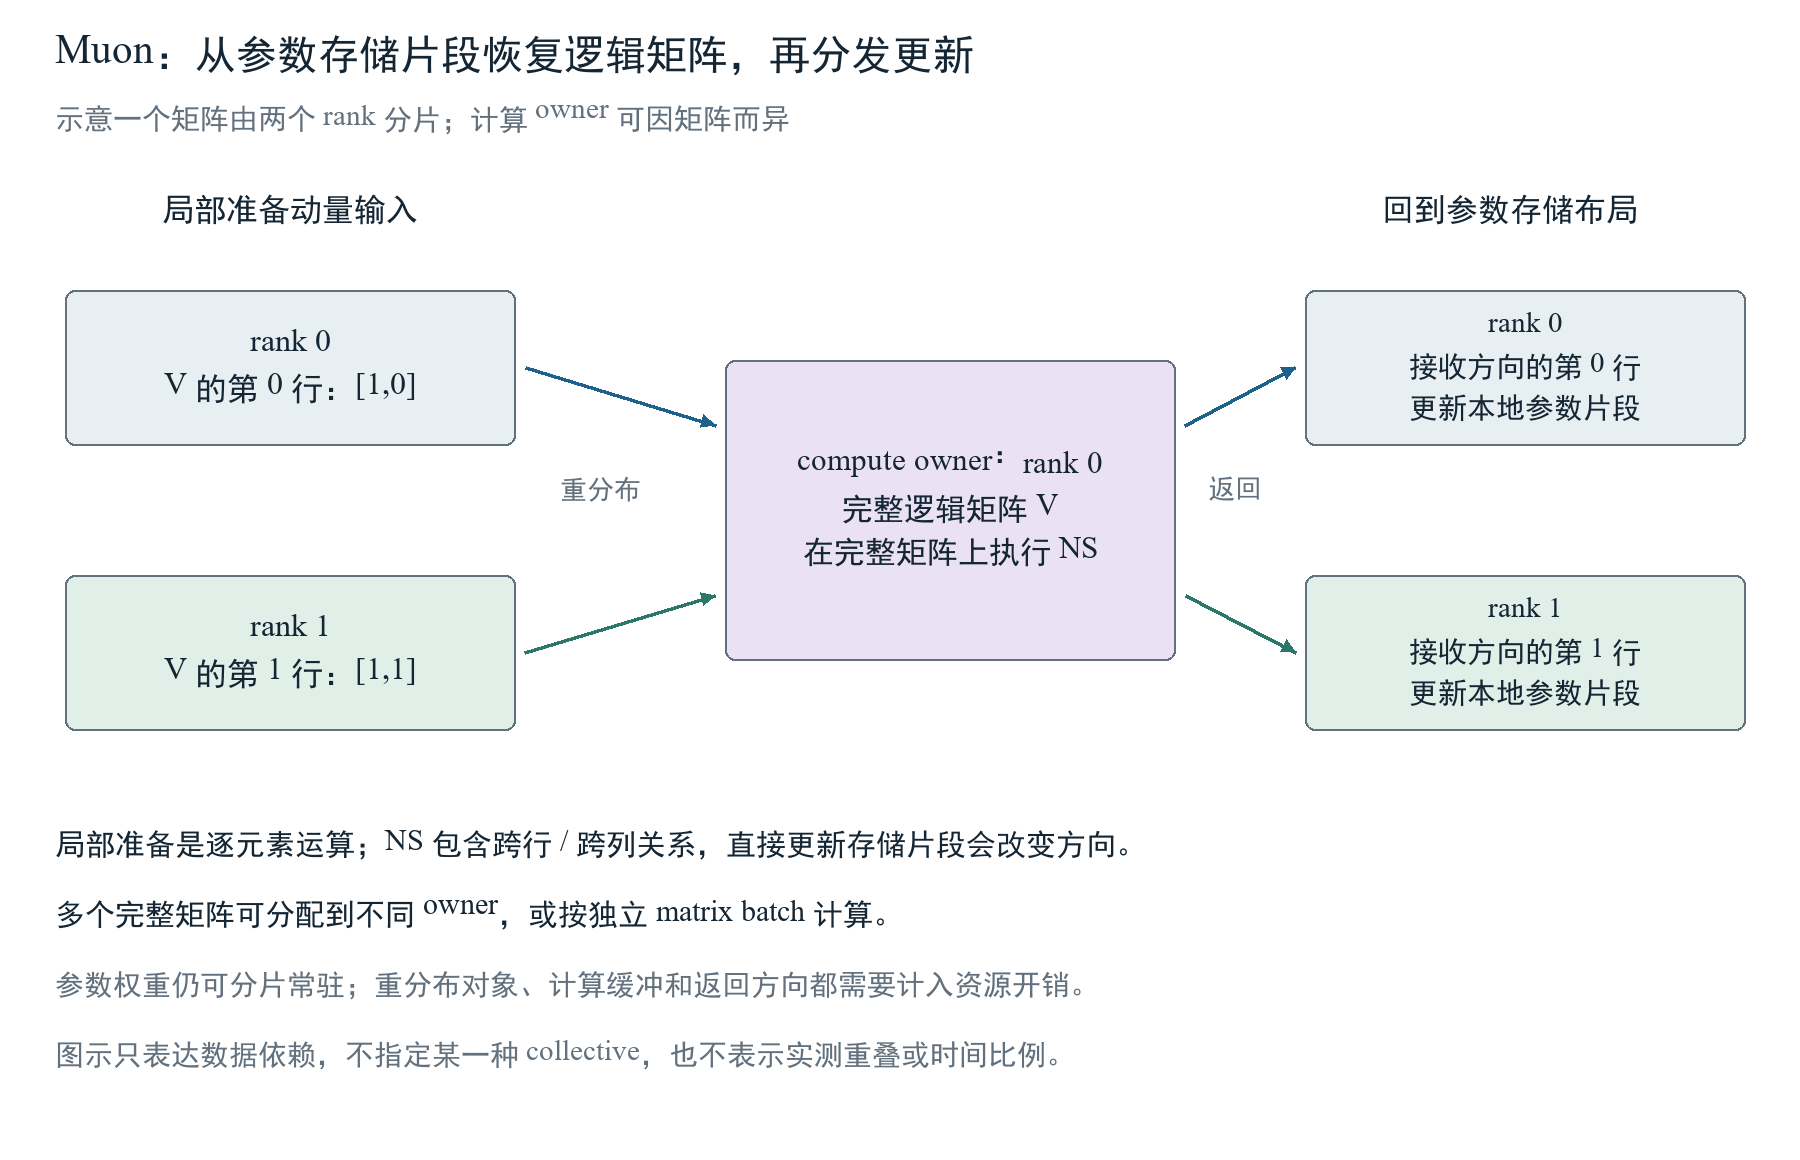 Muon：从参数存储片段恢复逻辑矩阵，再分发更新
示意一个矩阵由两个 rank 分片；计算 owner 可因矩阵而异
局部准备动量输入
回到参数存储布局
rank 0
V 的第 0 行：[1,0]
rank 1
V 的第 1 行：[1,1]
重分布
compute owner：rank 0
完整逻辑矩阵 V
在完整矩阵上执行 NS
返回
rank 0
接收方向的第 0 行
更新本地参数片段
rank 1
接收方向的第 1 行
更新本地参数片段
局部准备是逐元素运算；NS 包含跨行 / 跨列关系，直接更新存储片段会改变方向。
多个完整矩阵可分配到不同 owner，或按独立 matrix batch 计算。
参数权重仍可分片常驻；重分布对象、计算缓冲和返回方向都需要计入资源开销。
图示只表达数据依赖，不指定某一种 collective，也不表示实测重叠或时间比例。